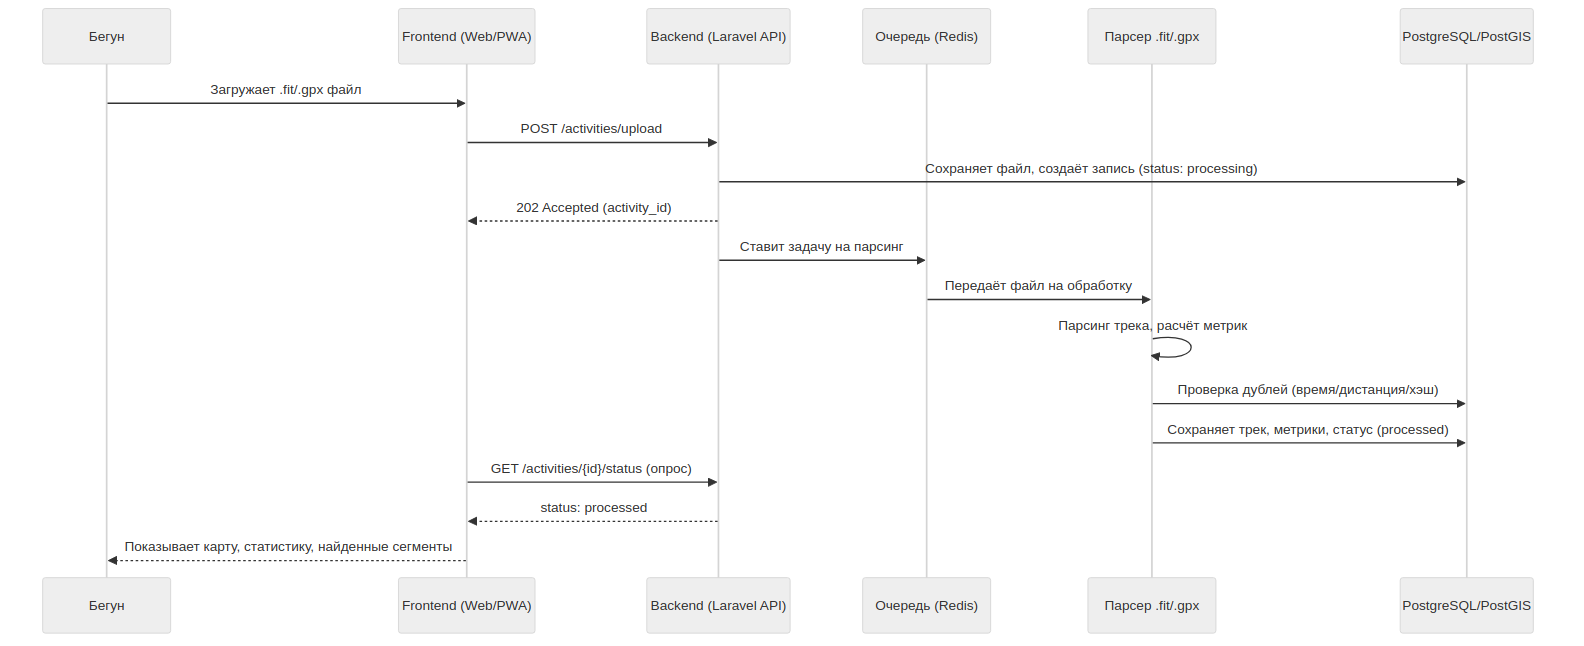 Бегун
Frontend (Web/PWA)
Backend (Laravel API)
Очередь (Redis)
Парсер .fit/.gpx
PostgreSQL/PostGIS
Загружает .fit/.gpx файл
POST /activities/upload
Сохраняет файл, создаёт запись (status: processing)
202 Accepted (activity_id)
Ставит задачу на парсинг
Передаёт файл на обработку
Парсинг трека, расчёт метрик
Проверка дублей (время/дистанция/хэш)
Сохраняет трек, метрики, статус (processed)
GET /activities/{id}/status (опрос)
status: processed
Показывает карту, статистику, найденные сегменты
Бегун
Frontend (Web/PWA)
Backend (Laravel API)
Очередь (Redis)
Парсер .fit/.gpx
PostgreSQL/PostGIS